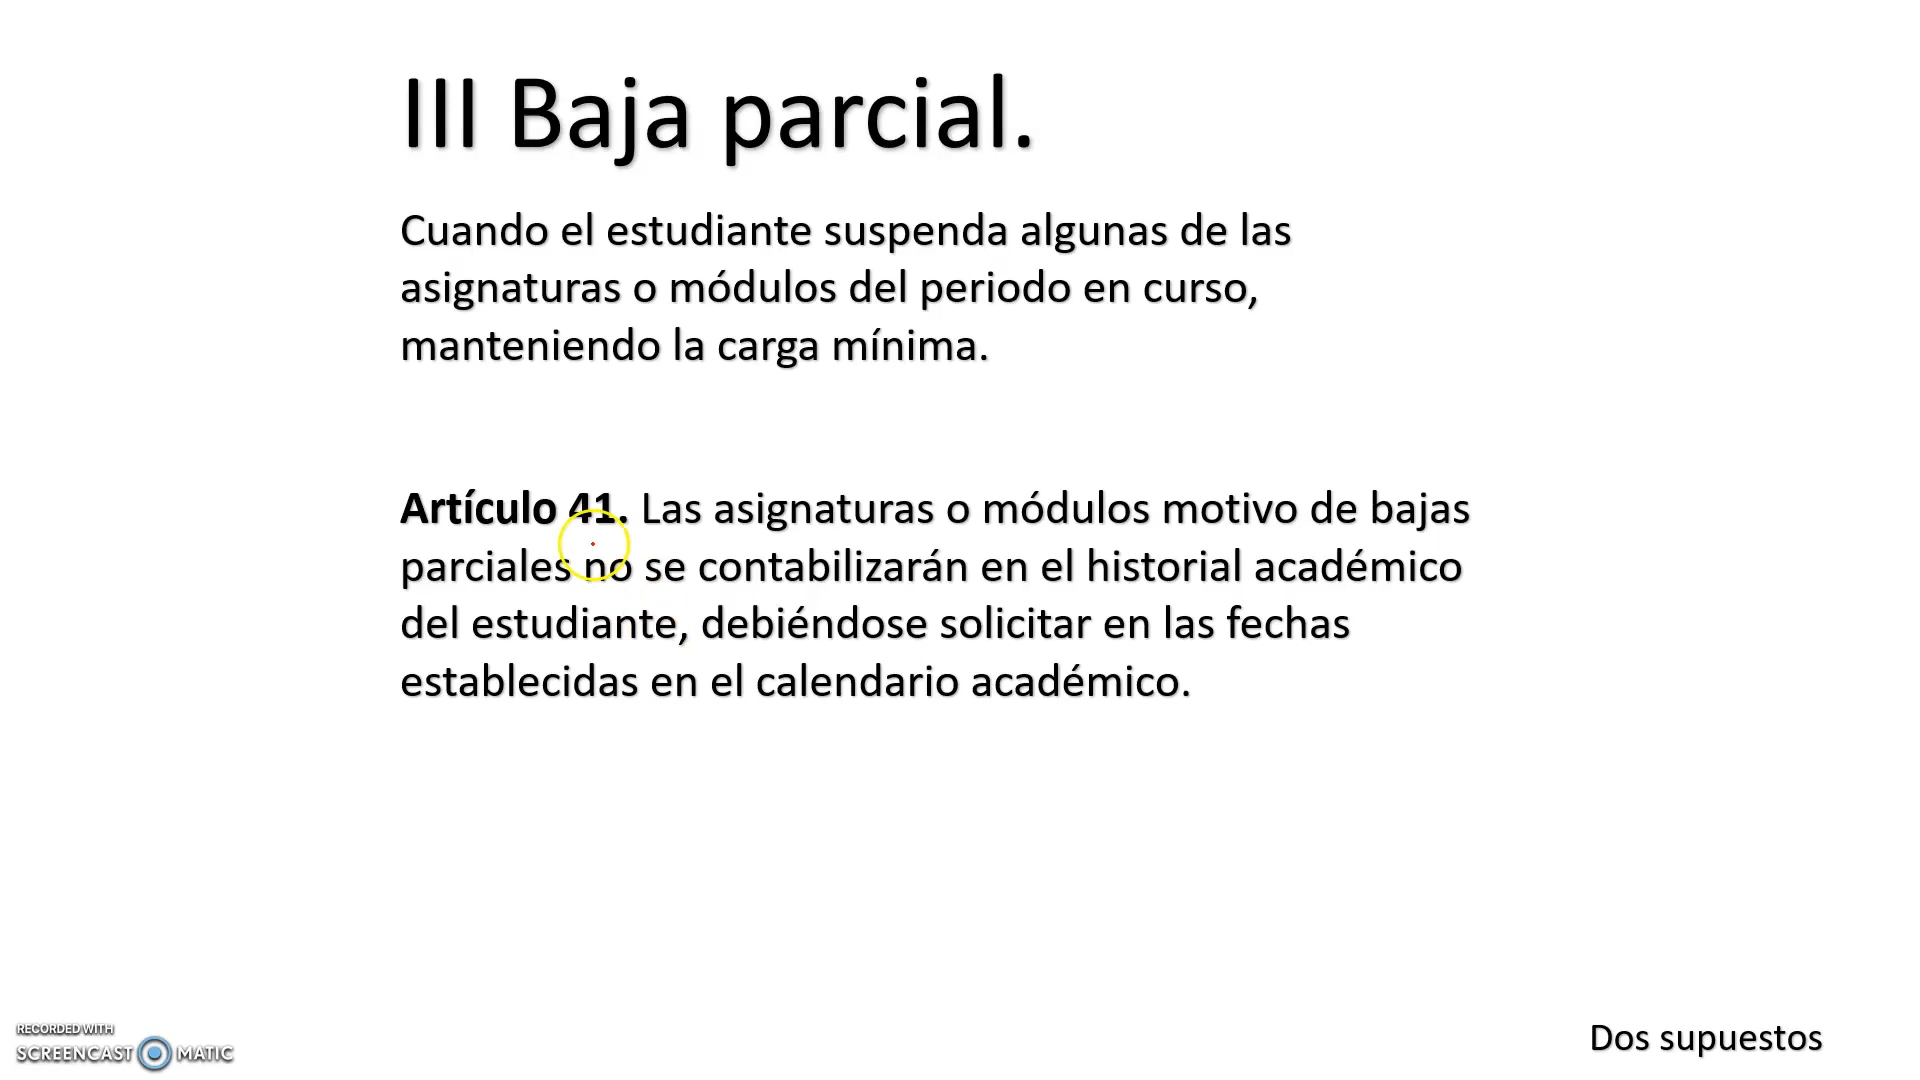 III Baja parcial.
Cuando el estudiante suspenda algunas de las
asignaturas o módulos del periodo en curso,
manteniendo la carga mínima.
Artículo 41. Las asignaturas o módulos motivo de bajas
parciales no se contabilizarán en el historial académico
del estudiante, debiéndose solicitar en las fechas
establecidas en el calendario académico.
RECORDED WITH
SCREENCAST MATIC
Dos supuestos